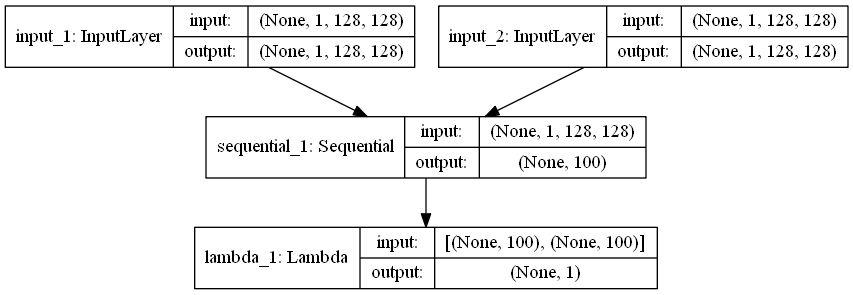 input_1: InputLayer
input: (None, 1, 128, 128)
output: (None, 1, 128, 128)
input_2: InputLayer
input: (None, 1, 128, 128)
output: (None, 1, 128, 128)
sequential_1: Sequential
input: (None, 1, 128, 128)
output: (None, 100)
lambda_1: Lambda
input: [(None, 100), (None, 100)]
output: (None, 1)